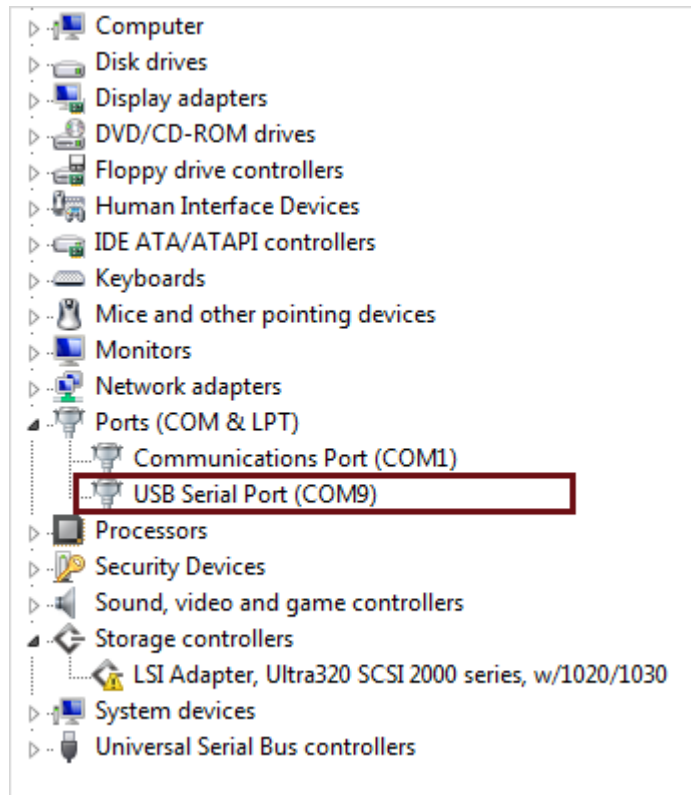 Computer
Disk drives
Display adapters
DVD/CD-ROM drives
Floppy drive controllers
Human Interface Devices
IDE ATA/ATAPI controllers
Keyboards
Mice and other pointing devices
Monitors
Network adapters
Ports (COM & LPT)
Communications Port (COM1)
USB Serial Port (COM9)
Processors
Security Devices
Sound, video and game controllers
Storage controllers
LSI Adapter, Ultra320 SCSI 2000 series, w/1020/1030
System devices
Universal Serial Bus controllers